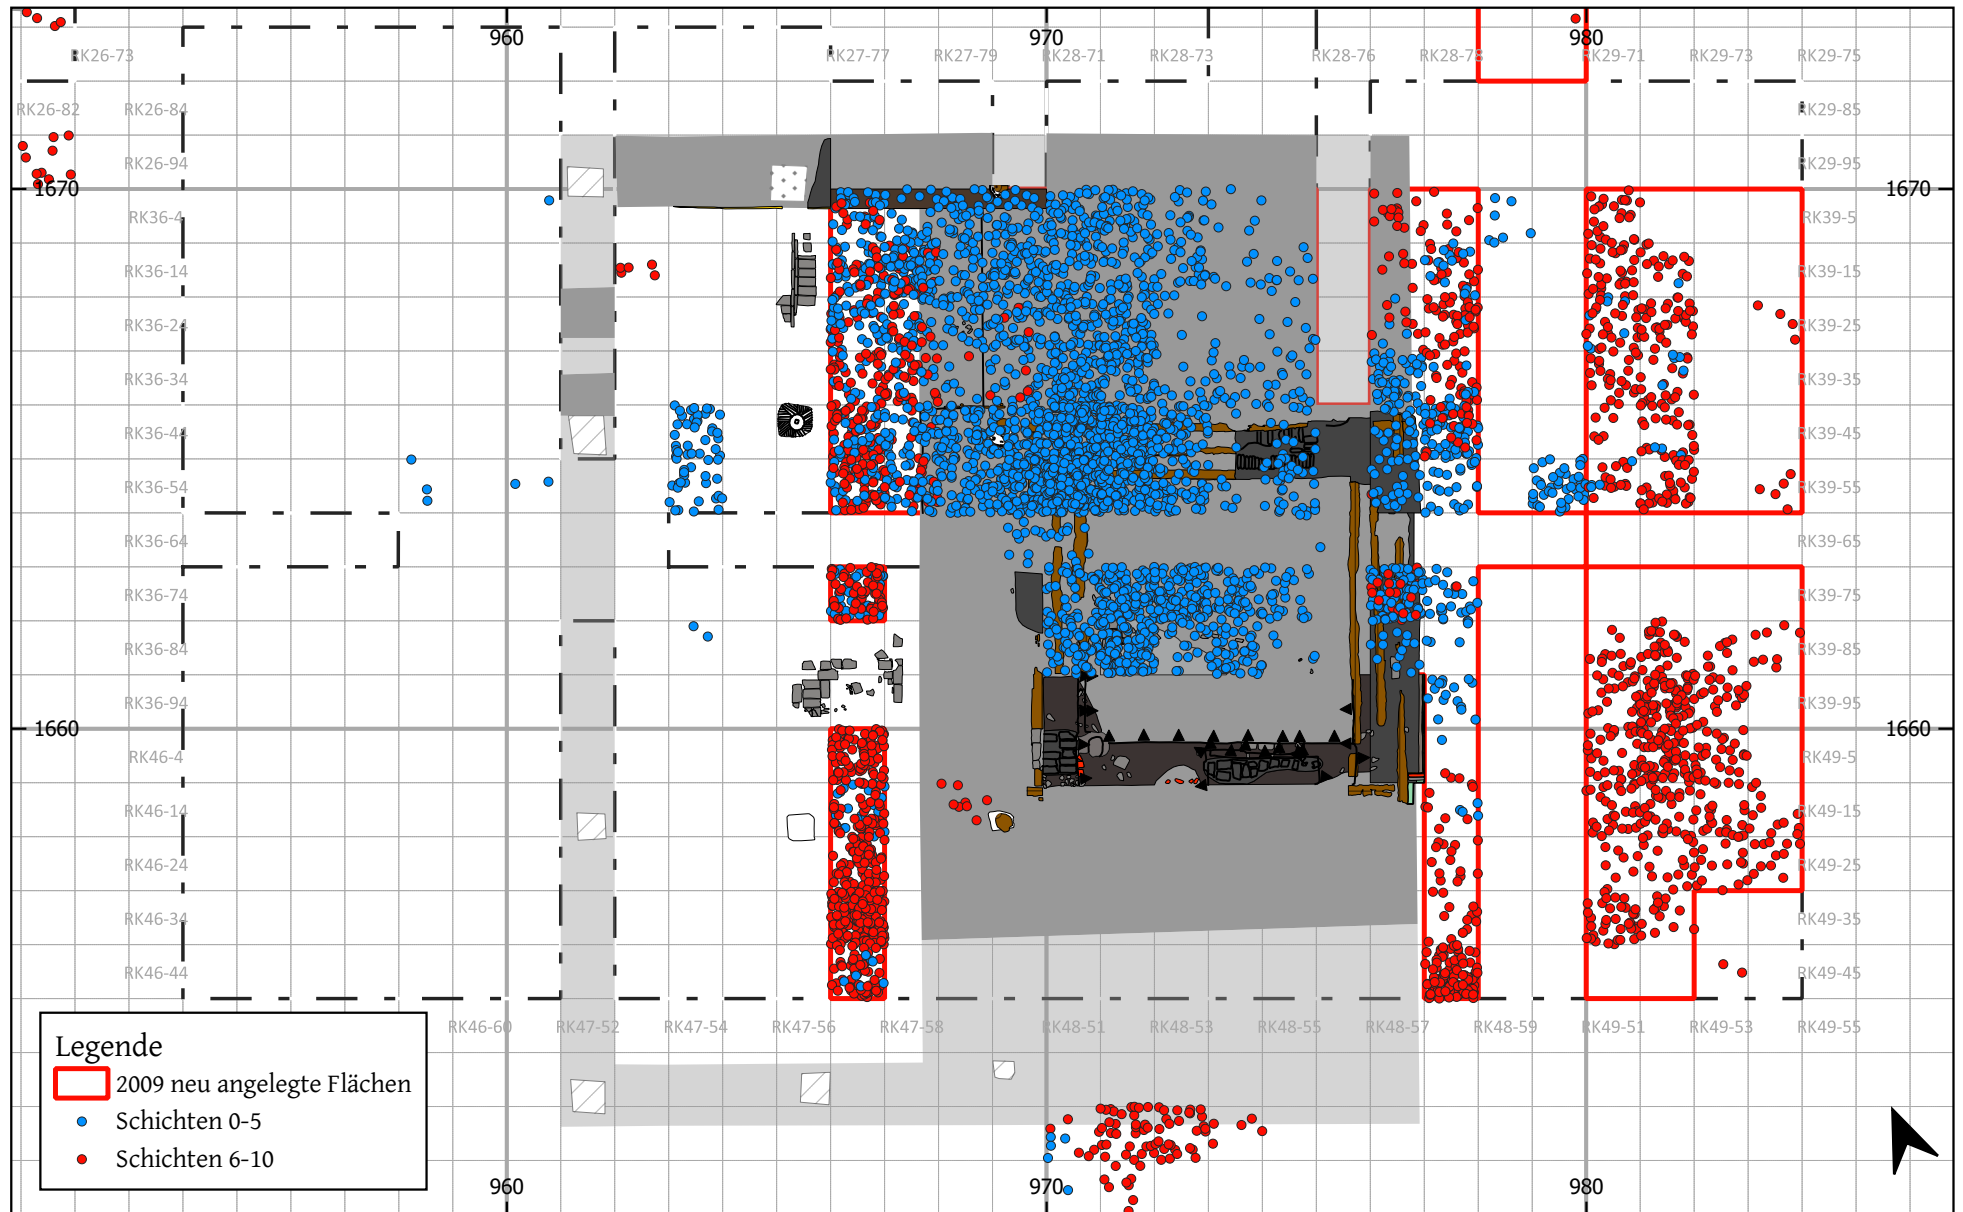 960 970 980
RK26-73 RK27-77 RK27-79 RK28-71 RK28-73 RK28-76 RK28-78 RK29-71 RK29-73 RK29-75
RK26-82 RK26-84 RK29-85
RK26-94 RK29-95
1670 1670
RK36-4 RK39-5
RK36-14 RK39-15
RK36-24 RK39-25
RK36-34 RK39-35
RK36-44 RK39-45
RK36-54 RK39-55
RK36-64 RK39-65
RK36-74 RK39-75
RK36-84 RK39-85
RK36-94 RK39-95
1660 1660
RK46-4 RK49-5
RK46-14 RK49-15
RK46-24 RK49-25
RK46-34 RK49-35
RK46-44 RK49-45
RK46-60 RK47-52 RK47-54 RK47-56 RK47-58 RK48-51 RK48-53 RK48-55 RK48-57 RK48-59 RK49-51 RK49-53 RK49-55
Legende
2009 neu angelegte Flächen
Schichten 0-5
Schichten 6-10
960 970 980